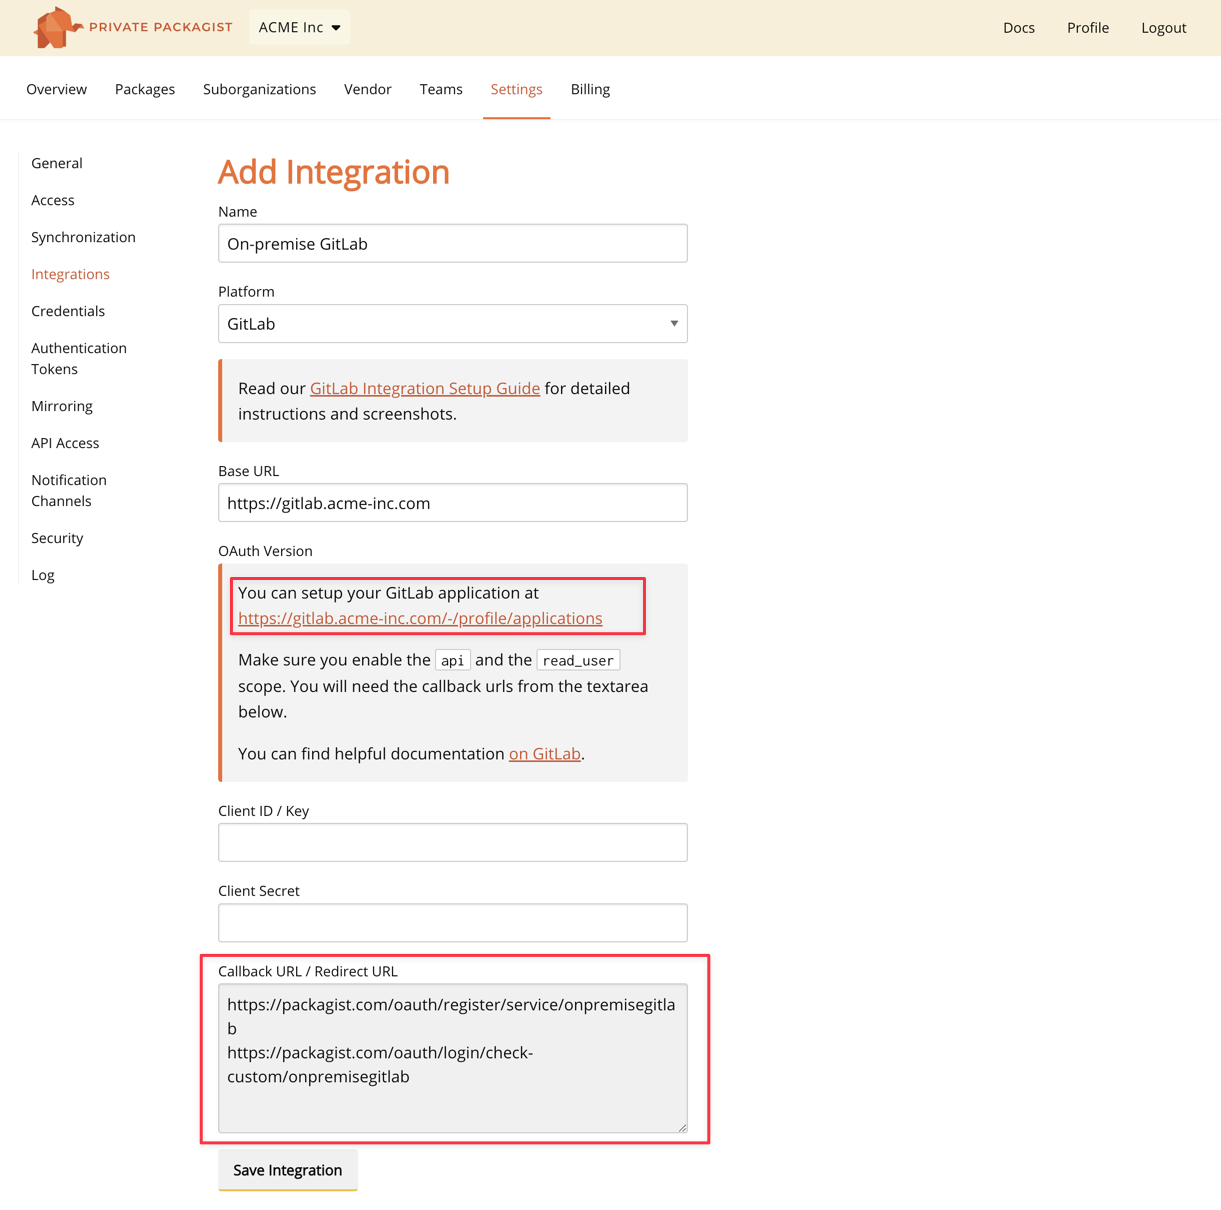 PRIVATE PACKAGIST
ACME Inc
Docs
Profile
Logout
Overview
Packages
Suborganizations
Vendor
Teams
Settings
Billing
General
Access
Synchronization
Integrations
Credentials
Authentication
Tokens
Mirroring
API Access
Notification
Channels
Security
Log
Add Integration
Name
On-premise GitLab
Platform
GitLab
Read our GitLab Integration Setup Guide for detailed
instructions and screenshots.
Base URL
https://gitlab.acme-inc.com
OAuth Version
You can setup your GitLab application at
https://gitlab.acme-inc.com/-/profile/applications
Make sure you enable the api and the read_user
scope. You will need the callback urls from the textarea
below.
You can find helpful documentation on GitLab.
Client ID / Key
Client Secret
Callback URL / Redirect URL
https://packagist.com/oauth/register/service/onpremisegitla
b
https://packagist.com/oauth/login/check-
custom/onpremisegitlab
Save Integration